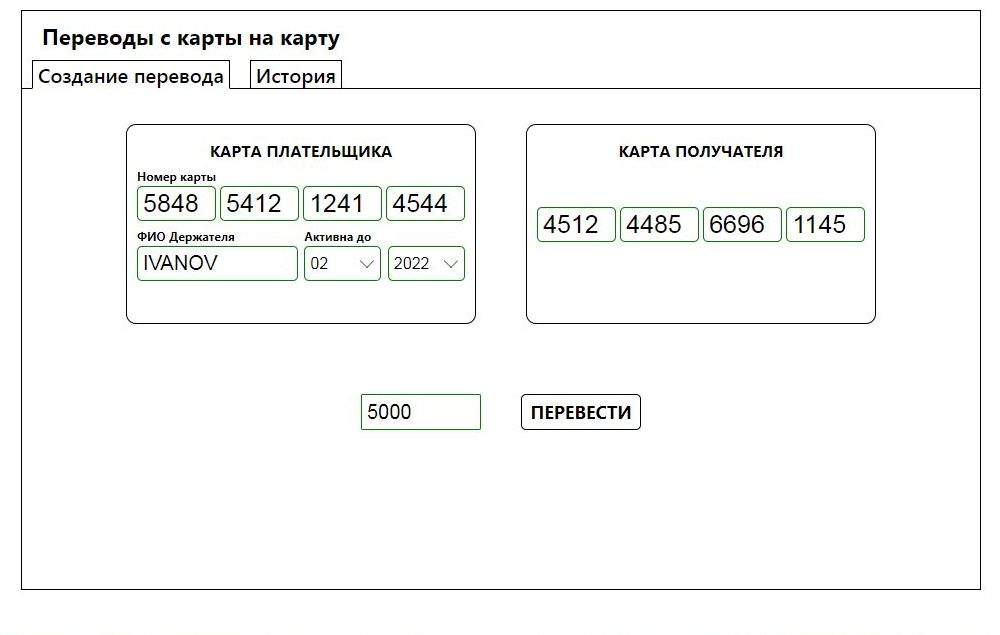 Переводы с карты на карту
Создание перевода История
КАРТА ПЛАТЕЛЬЩИКА
Номер карты
5848 5412 1241 4544
ФИО Держателя Активна до
IVANOV 02 2022
КАРТА ПОЛУЧАТЕЛЯ
4512 4485 6696 1145
5000 ПЕРЕВЕСТИ